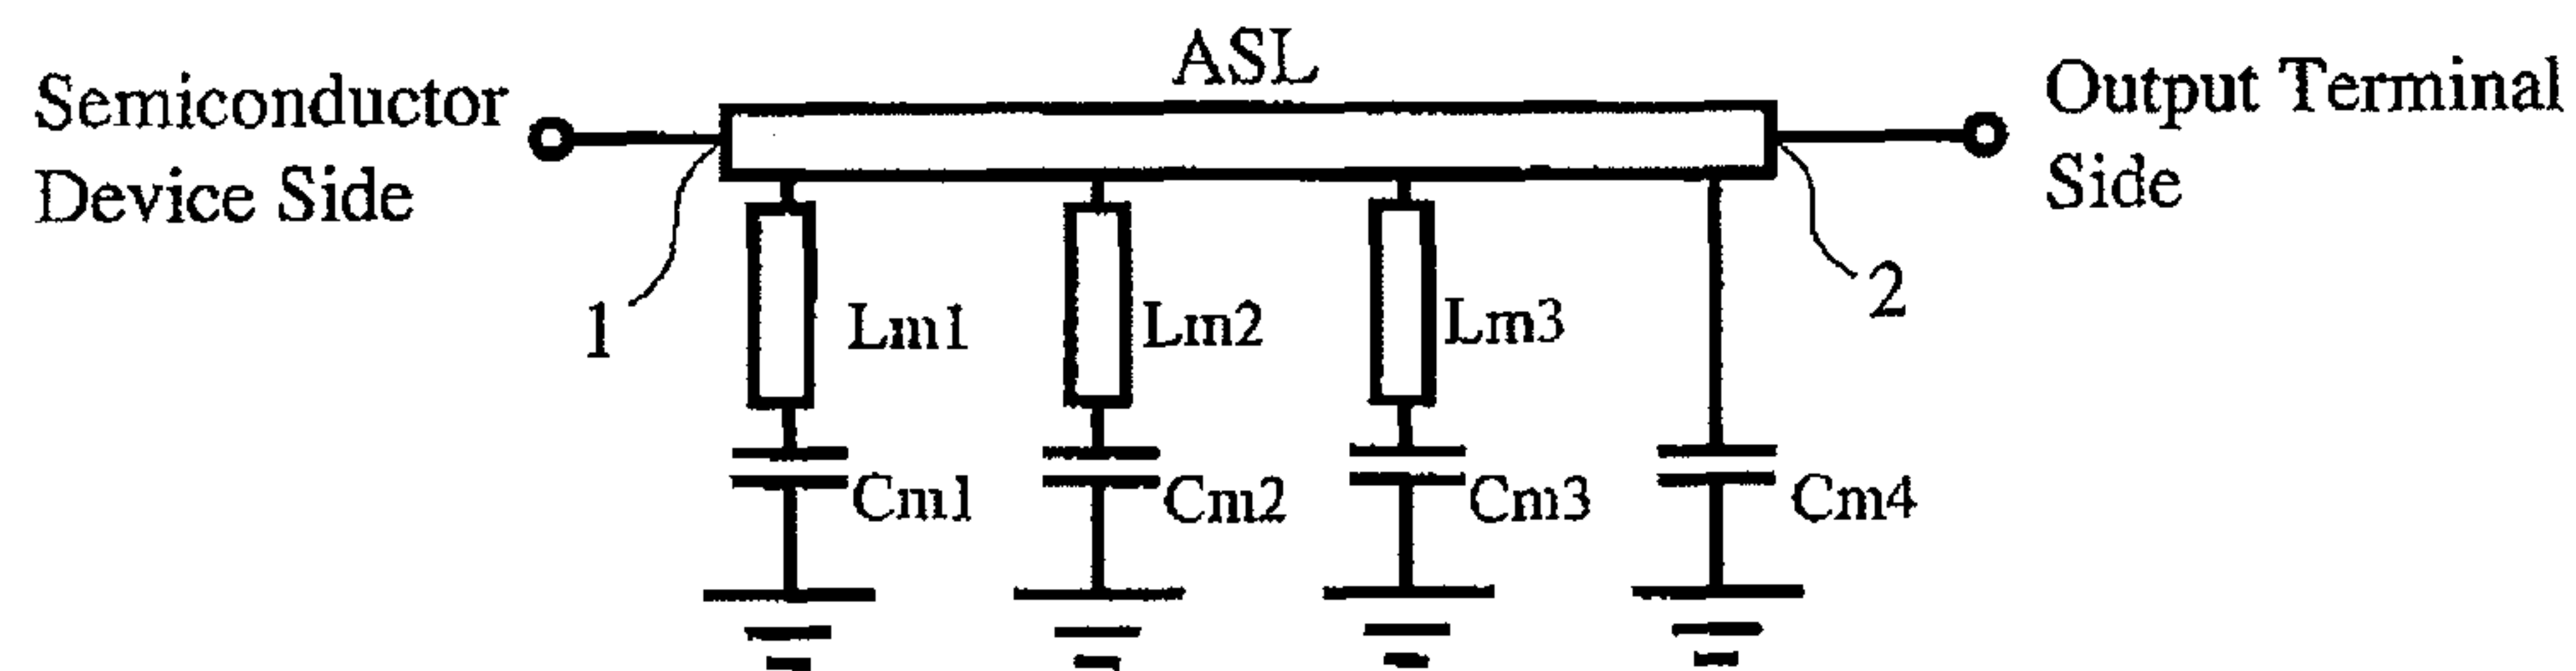 ASL
Semiconductor
Device Side
Output Terminal
Side
1
2
Lm1
Lm2
Lm3
Cm1
Cm2
Cm3
Cm4